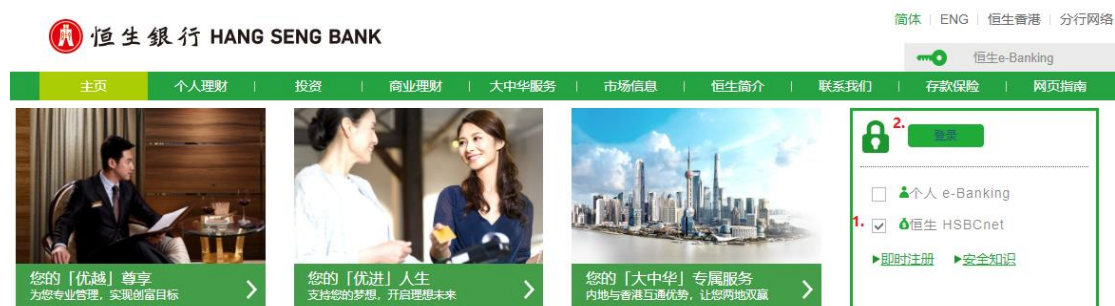 简体 | ENG | 恒生香港 | 分行网络
恒生銀行 HANG SENG BANK
恒生e-Banking
主页 个人理财 | 投资 | 商业理财 | 大中华服务 | 市场信息 | 恒生简介 | 联系我们 | 存款保险 | 网页指南
2. 登录
个人 e-Banking
1. 恒生 HSBCnet
即时注册 安全知识
您的「优越」尊享
为您专业管理，实现创富目标
您的「优进」人生
支持您的梦想，开启理想未来
您的「大中华」专属服务
内地与香港互通优势，让您两地双赢